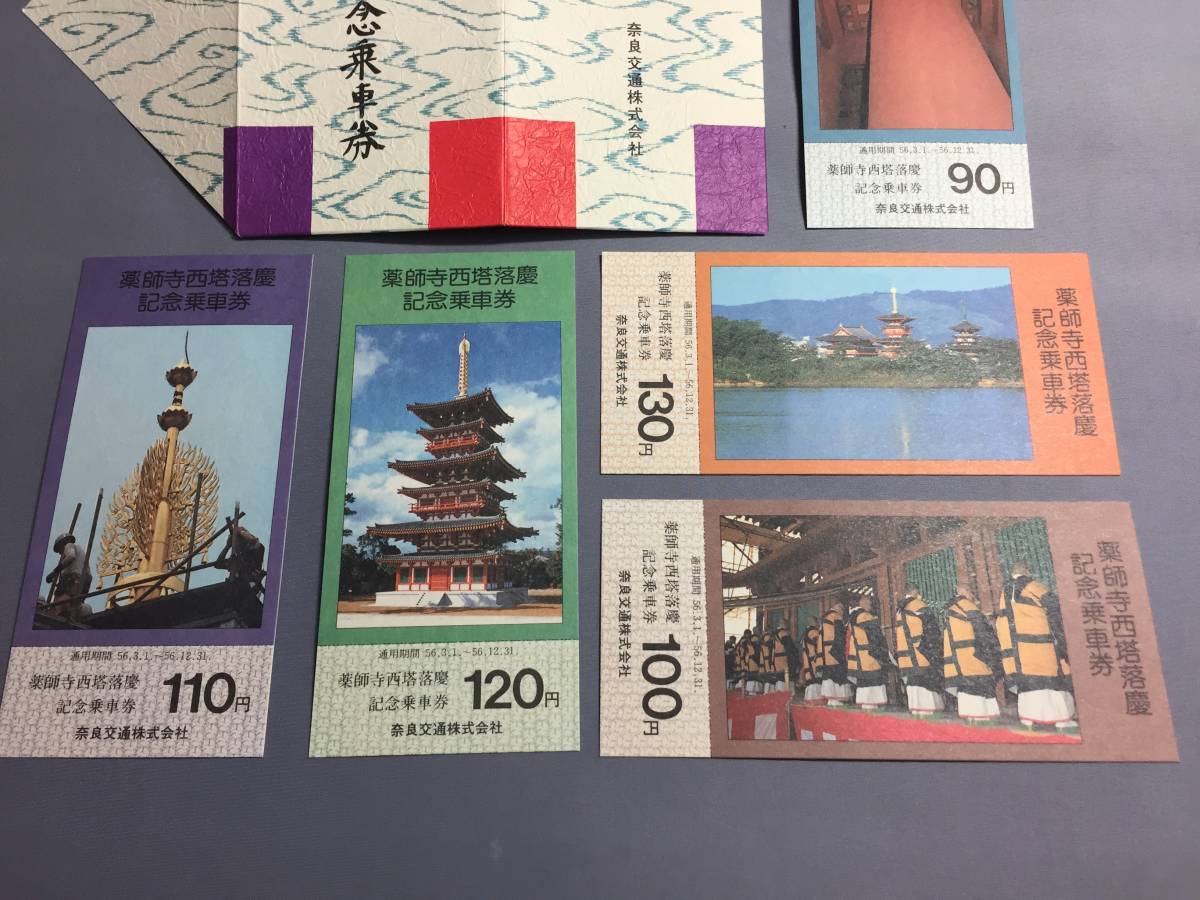 念乗車券
奈良交通株式会社
通用期間 56.3.1.〜56.12.31.
薬師寺西塔落慶
記念乗車券
90円
奈良交通株式会社
薬師寺西塔落慶
記念乗車券
通用期間 56.3.1.〜56.12.31.
薬師寺西塔落慶
記念乗車券
110円
奈良交通株式会社
薬師寺西塔落慶
記念乗車券
通用期間 56.3.1.〜56.12.31.
薬師寺西塔落慶
記念乗車券
120円
奈良交通株式会社
薬師寺西塔落慶
記念乗車券
通用期間 56.3.1.〜56.12.31.
薬師寺西塔落慶
記念乗車券
130円
奈良交通株式会社
薬師寺西塔落慶
記念乗車券
通用期間 56.3.1.〜56.12.31.
薬師寺西塔落慶
記念乗車券
100円
奈良交通株式会社